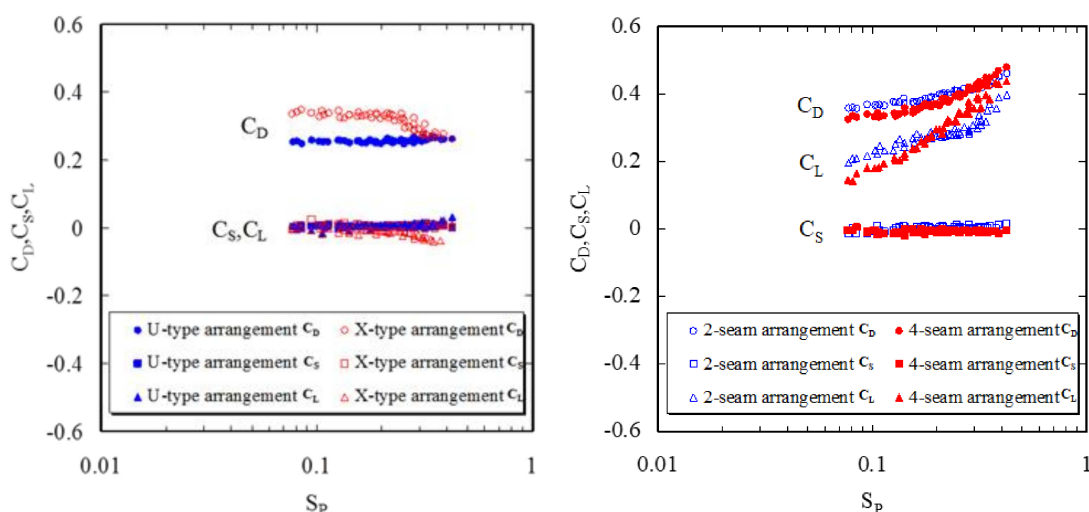 0.6
0.4
0.2
0
-0.2
-0.4
-0.6
C_D, C_S, C_L
C_D
C_S, C_L
U-type arrangement C_D
X-type arrangement C_D
U-type arrangement C_S
X-type arrangement C_S
U-type arrangement C_L
X-type arrangement C_L
0.01
0.1
1
S_P
0.6
0.4
0.2
0
-0.2
-0.4
-0.6
C_D, C_S, C_L
C_D
C_L
C_S
2-seam arrangement C_D
4-seam arrangement C_D
2-seam arrangement C_S
4-seam arrangement C_S
2-seam arrangement C_L
4-seam arrangement C_L
0.01
0.1
1
S_P